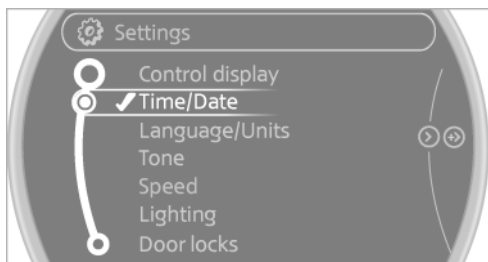 Settings
Control display
Time/Date
Language/Units
Tone
Speed
Lighting
Door locks